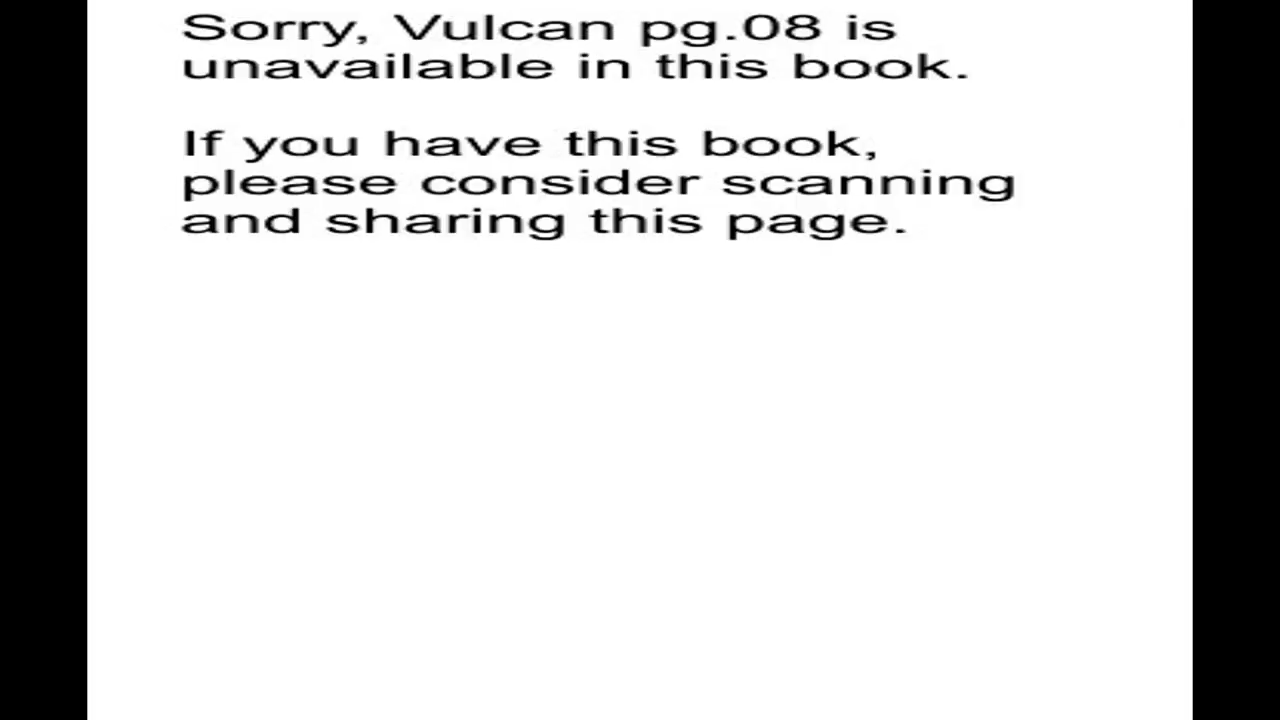 Sorry, Vulcan pg.08 is
unavailable in this book.
If you have this book,
please consider scanning
and sharing this page.